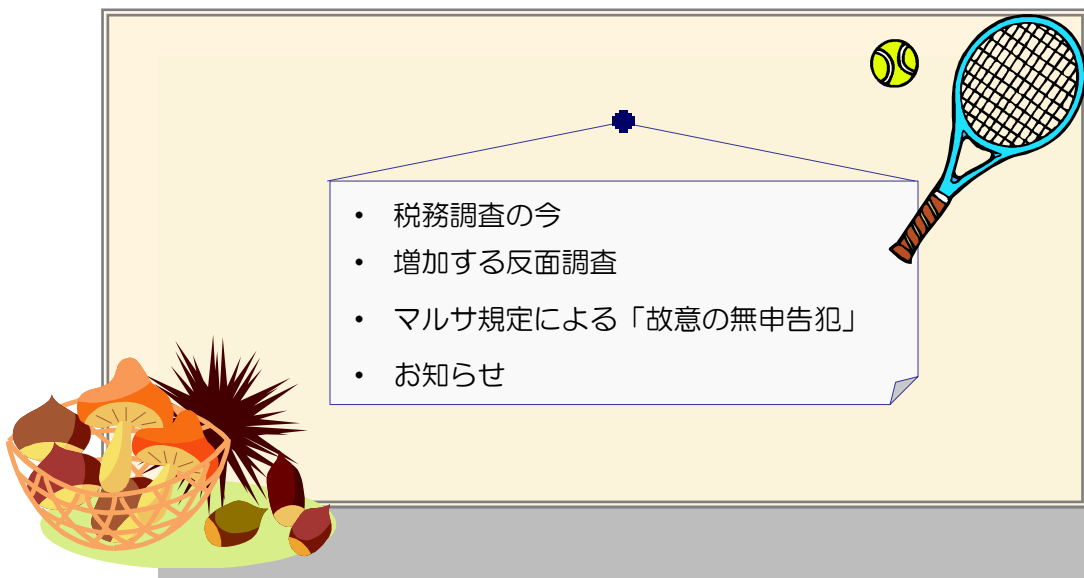 • 税務調査の今
• 増加する反面調査
• マルサ規定による「故意の無申告犯」
• お知らせ